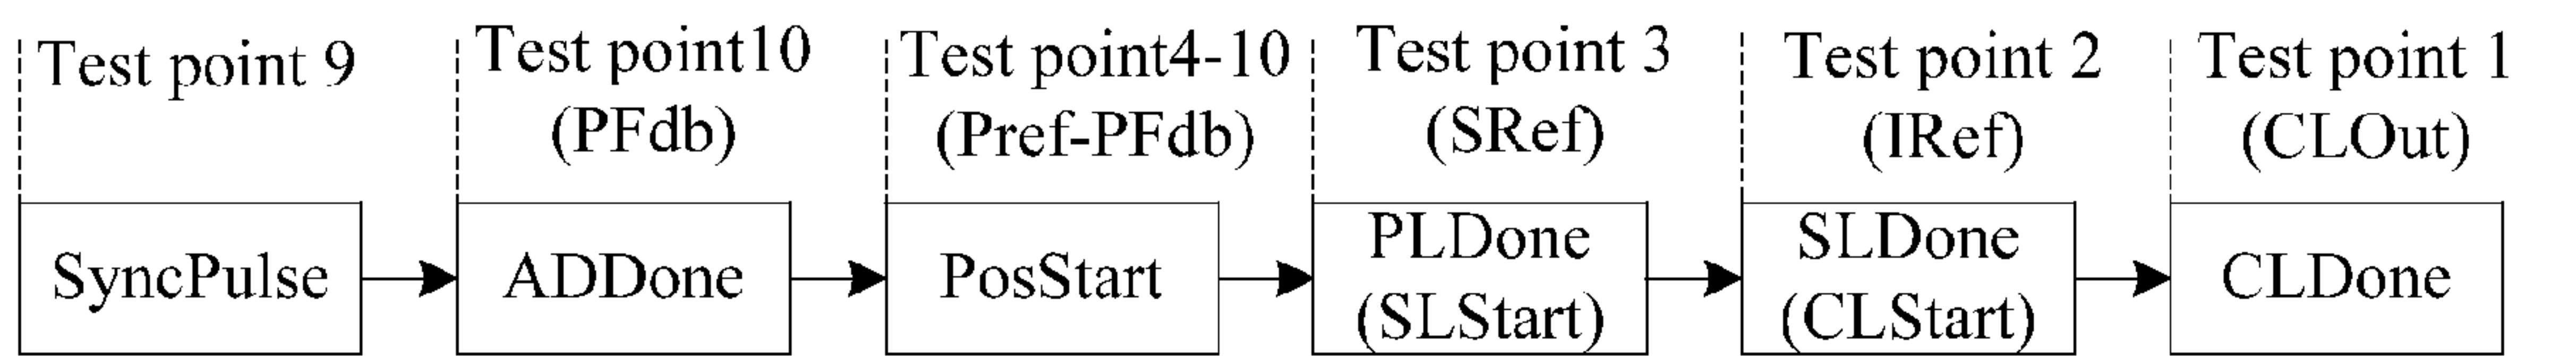 Test point 9
Test point10
(PFdb)
Test point4-10
(Pref-PFdb)
Test point 3
(SRef)
Test point 2
(IRef)
Test point 1
(CLOut)
SyncPulse
ADDone
PosStart
PLDone
(SLStart)
SLDone
(CLStart)
CLDone